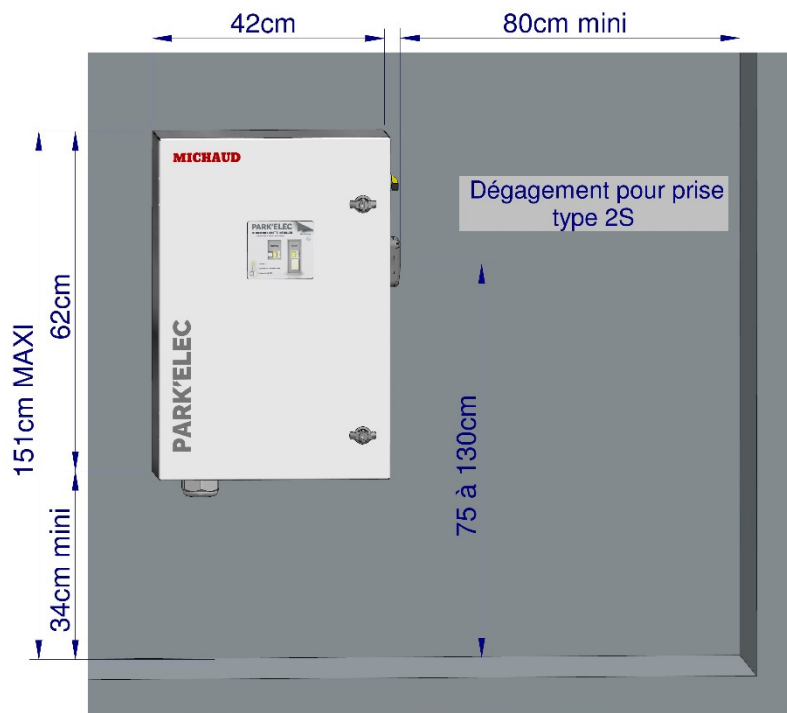 42cm
80cm mini
MICHAUD
Dégagement pour prise
type 2S
PARK'ELEC
62cm
151cm MAXI
PARK'ELEC
75 à 130cm
34cm mini